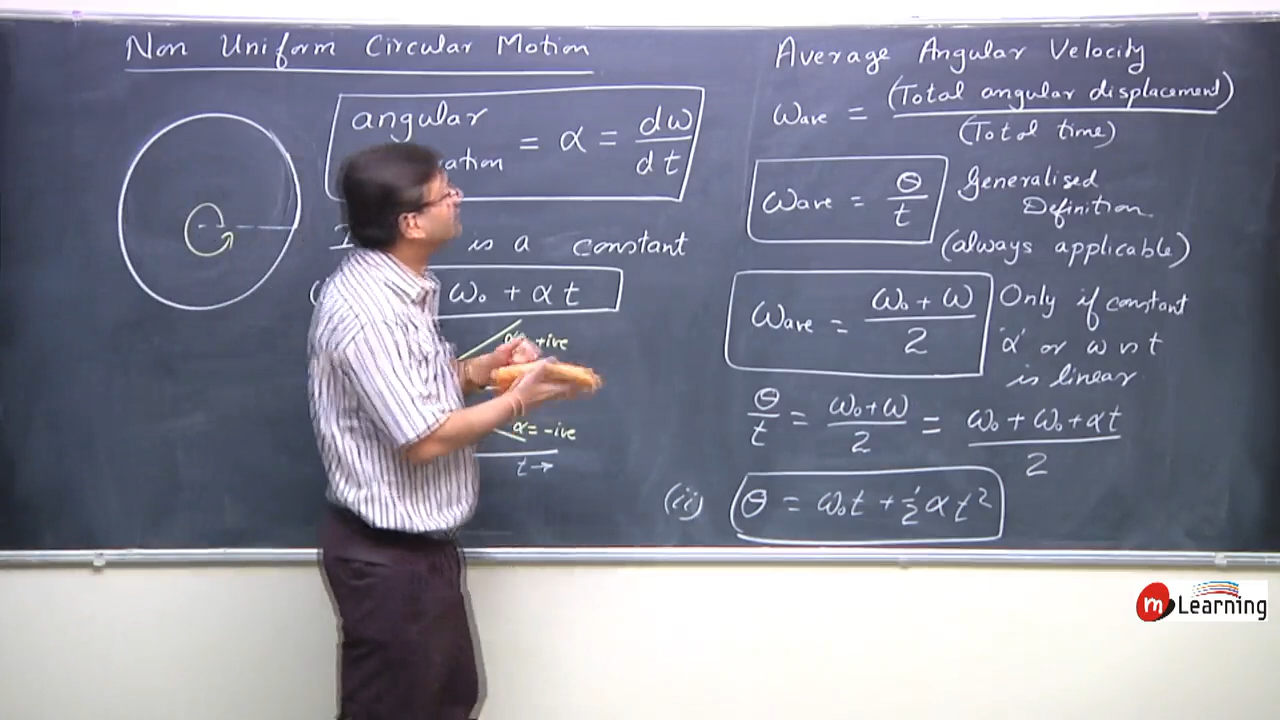 Non Uniform Circular Motion
angular
= α = dω/dt
is a constant
ω₀ + αt
α = +ive
α = -ive
t→
Average Angular Velocity
ωave = (Total angular displacement)/(Total time)
ωave = θ/t
Generalised
Definition
(always applicable)
ωave = (ω₀ + ω)/2
Only if constant
'α' or ω vs t
is linear
θ/t = (ω₀+ω)/2 = (ω₀ + ω₀ + αt)/2
(ii) θ = ω₀t + ½αt²
m Learning